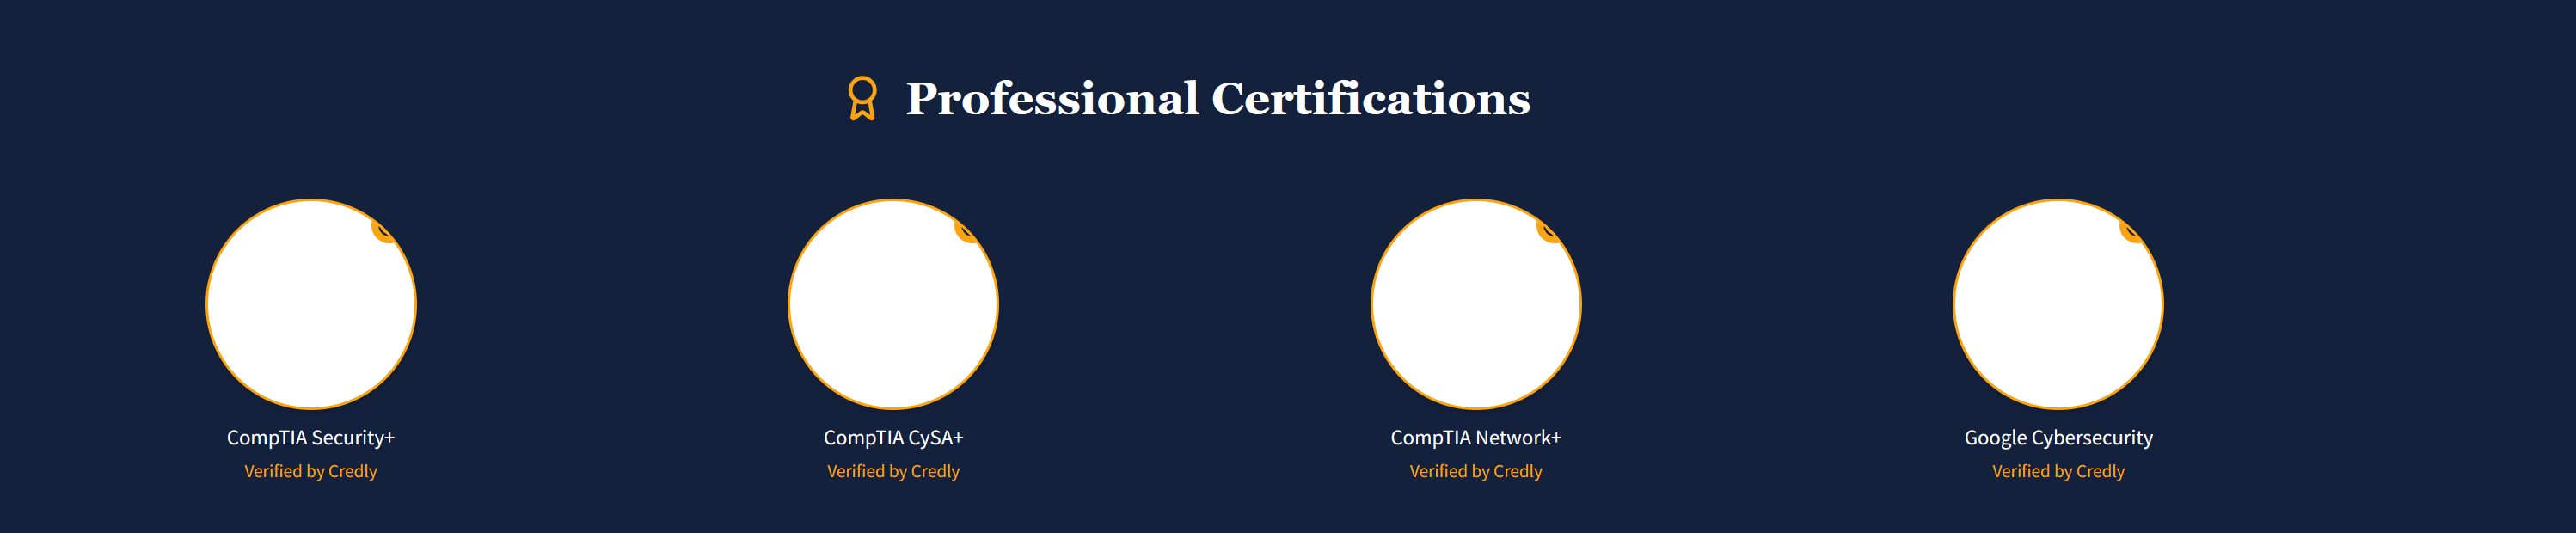 Professional Certifications
CompTIA Security+
Verified by Credly
CompTIA CySA+
Verified by Credly
CompTIA Network+
Verified by Credly
Google Cybersecurity
Verified by Credly